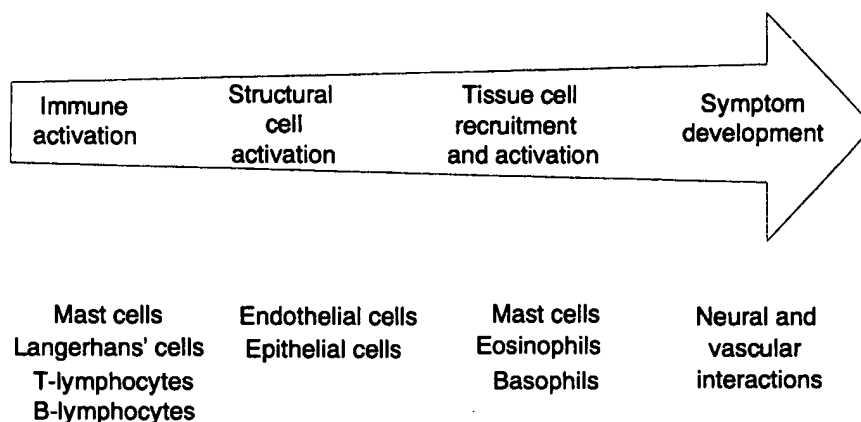 Immune
activation
Structural
cell
activation
Tissue cell
recruitment
and activation
Symptom
development
Mast cells
Langerhans' cells
T-lymphocytes
B-lymphocytes
Endothelial cells
Epithelial cells
Mast cells
Eosinophils
Basophils
Neural and
vascular
interactions